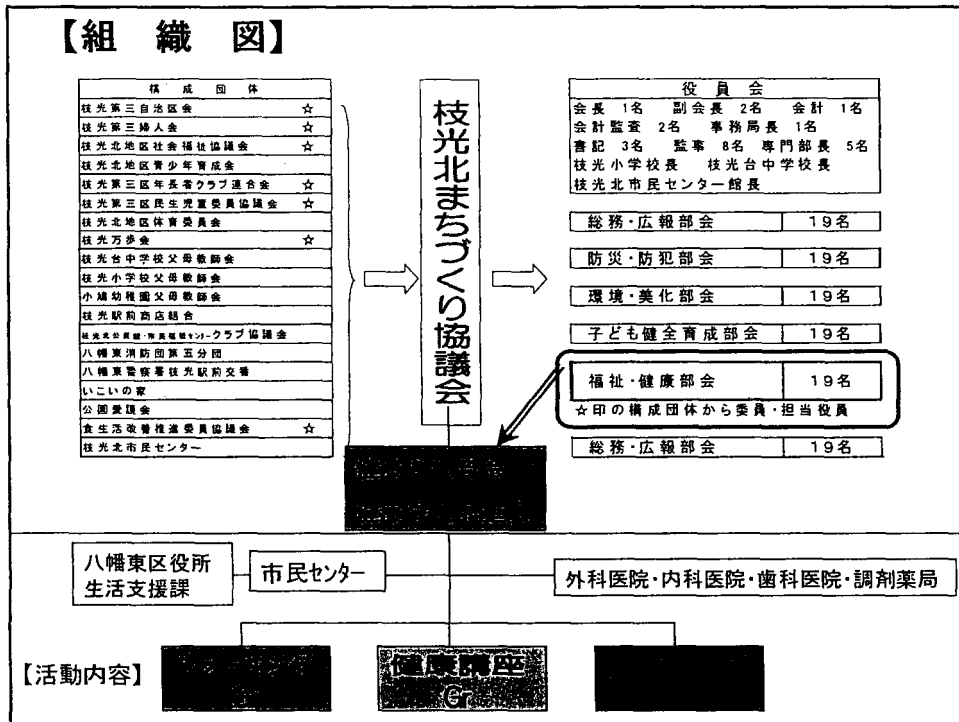 【組 織 図】
構 成 団 体
枝光第三自治区会 ☆
枝光第三婦人会 ☆
枝光北地区社会福祉協議会 ☆
枝光北地区青少年育成会
枝光第三区年長者クラブ連合会 ☆
枝光第三区民生児童委員協議会 ☆
枝光北地区体育委員会
枝光万歩会 ☆
枝光台中学校父母教師会
枝光小学校父母教師会
小鳩幼稚園父母教師会
枝光駅前商店組合
クラブ協議会
八幡東消防団第五分団
八幡東警察署枝光駅前交番
いこいの家
公園愛護会
食生活改善推進委員協議会 ☆
枝光北市民センター
枝光北まちづくり協議会
役 員 会
会長 1名 副会長 2名 会計 1名
会計監査 2名 事務局長 1名
書記 3名 監事 8名 専門部長 5名
枝光小学校長 枝光台中学校長
枝光北市民センター館長
総務・広報部会 19名
防災・防犯部会 19名
環境・美化部会 19名
子ども健全育成部会 19名
福祉・健康部会 19名
☆印の構成団体から委員・担当役員
総務・広報部会 19名
八幡東区役所
生活支援課
市民センター
外科医院・内科医院・歯科医院・調剤薬局
【活動内容】
健康講座
Gr